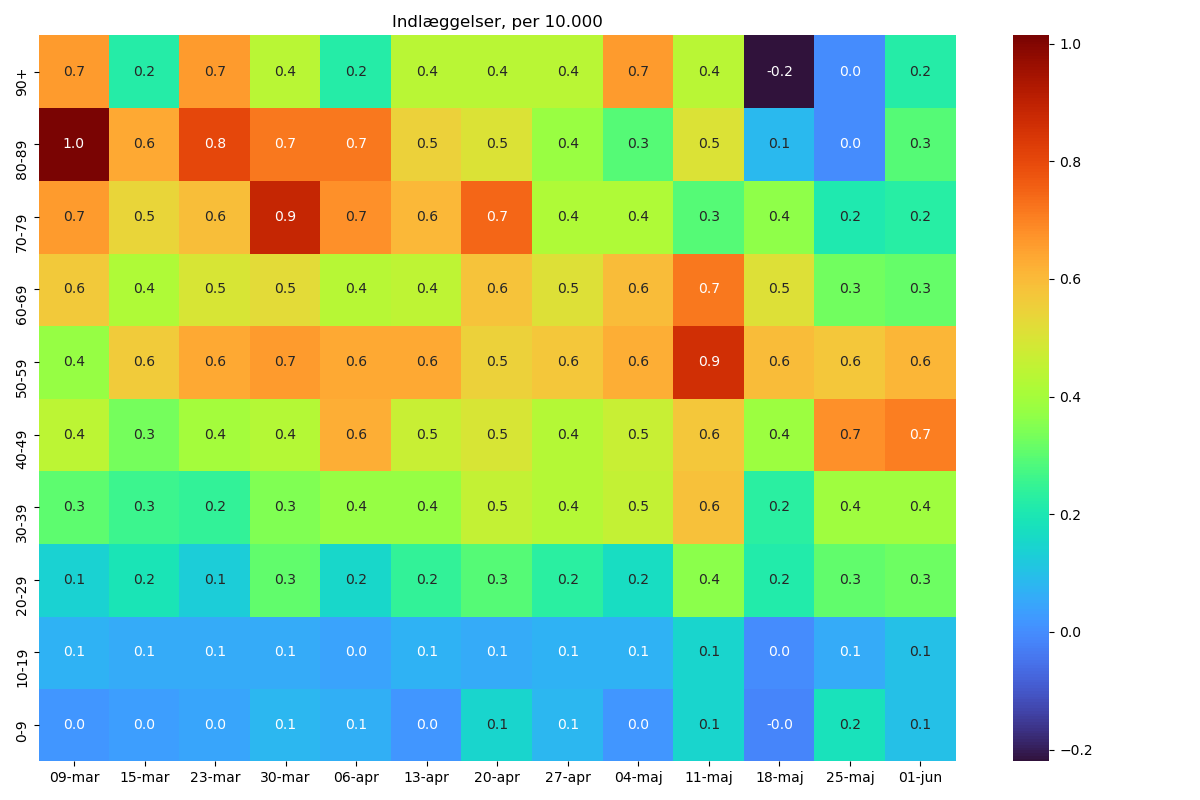 Indlæggelser, per 10.000
90+ 0.7 0.2 0.7 0.4 0.2 0.4 0.4 0.4 0.7 0.4 -0.2 0.0 0.2
80-89 1.0 0.6 0.8 0.7 0.7 0.5 0.5 0.4 0.3 0.5 0.1 0.0 0.3
70-79 0.7 0.5 0.6 0.9 0.7 0.6 0.7 0.4 0.4 0.3 0.4 0.2 0.2
60-69 0.6 0.4 0.5 0.5 0.4 0.4 0.6 0.5 0.6 0.7 0.5 0.3 0.3
50-59 0.4 0.6 0.6 0.7 0.6 0.6 0.5 0.6 0.6 0.9 0.6 0.6 0.6
40-49 0.4 0.3 0.4 0.4 0.6 0.5 0.5 0.4 0.5 0.6 0.4 0.7 0.7
30-39 0.3 0.3 0.2 0.3 0.4 0.4 0.5 0.4 0.5 0.6 0.2 0.4 0.4
20-29 0.1 0.2 0.1 0.3 0.2 0.2 0.3 0.2 0.2 0.4 0.2 0.3 0.3
10-19 0.1 0.1 0.1 0.1 0.0 0.1 0.1 0.1 0.1 0.1 0.0 0.1 0.1
0-9 0.0 0.0 0.0 0.1 0.1 0.0 0.1 0.1 0.0 0.1 -0.0 0.2 0.1
09-mar 15-mar 23-mar 30-mar 06-apr 13-apr 20-apr 27-apr 04-maj 11-maj 18-maj 25-maj 01-jun
1.0
0.8
0.6
0.4
0.2
0.0
−0.2